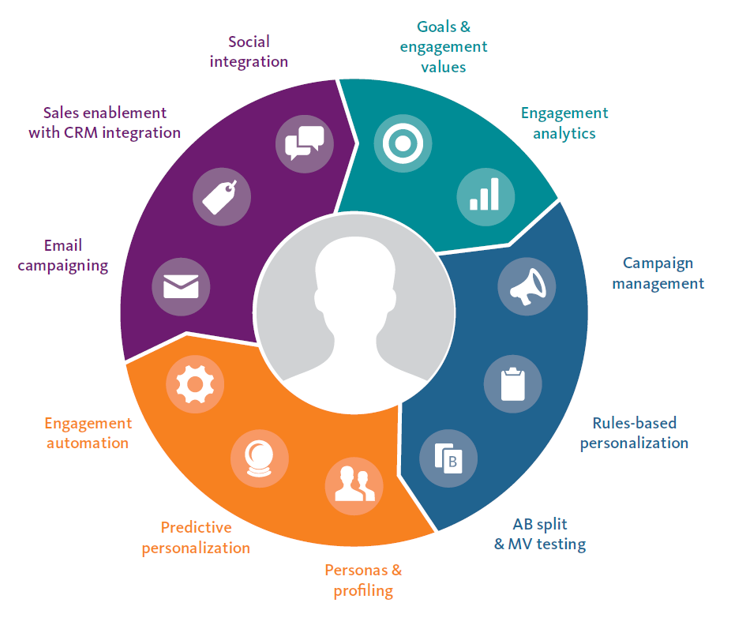 Goals &
engagement
values
Engagement
analytics
Campaign
management
Rules-based
personalization
AB split
& MV testing
B
Personas &
profiling
Predictive
personalization
Engagement
automation
Email
campaigning
Sales enablement
with CRM integration
Social
integration